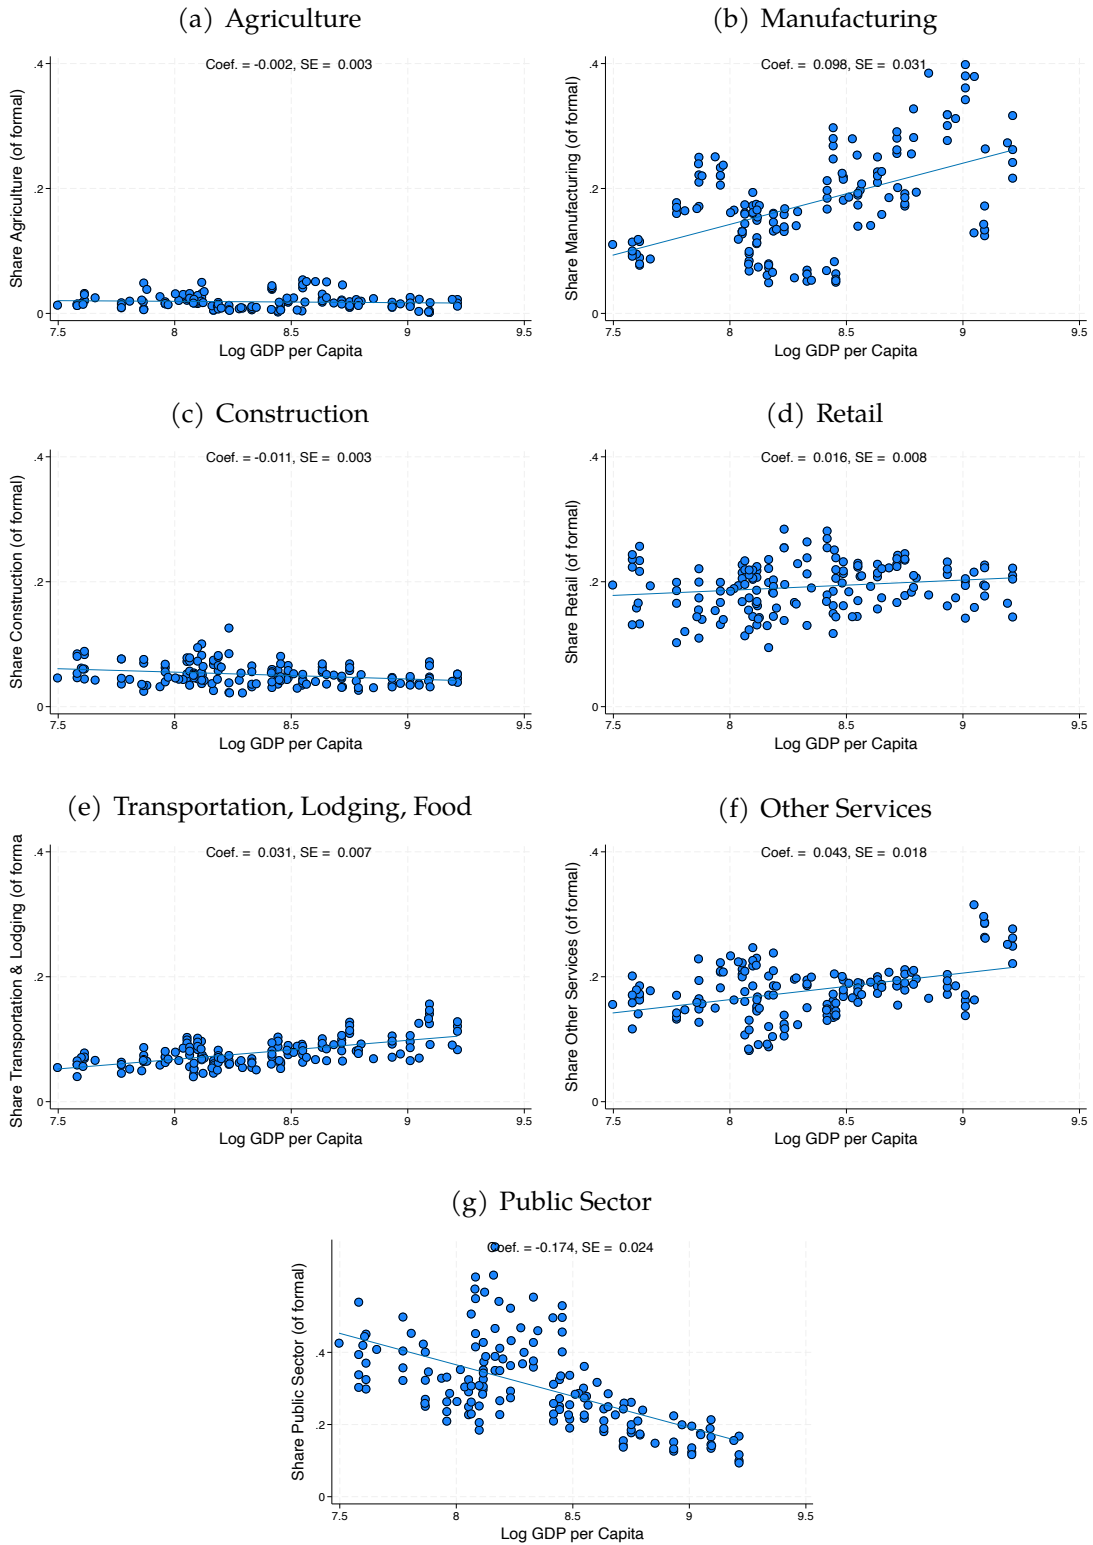 (a) Agriculture
Coef. = -0.002, SE = 0.003
Share Agriculture (of formal)
.4
.2
0
7.5 8 8.5 9 9.5
Log GDP per Capita
(b) Manufacturing
Coef. = 0.098, SE = 0.031
Share Manufacturing (of formal)
.4
.2
0
7.5 8 8.5 9 9.5
Log GDP per Capita
(c) Construction
Coef. = -0.011, SE = 0.003
Share Construction (of formal)
.4
.2
0
7.5 8 8.5 9 9.5
Log GDP per Capita
(d) Retail
Coef. = 0.016, SE = 0.008
Share Retail (of formal)
.4
.2
0
7.5 8 8.5 9 9.5
Log GDP per Capita
(e) Transportation, Lodging, Food
Coef. = 0.031, SE = 0.007
Share Transportation & Lodging (of forma
.4
.2
0
7.5 8 8.5 9 9.5
Log GDP per Capita
(f) Other Services
Coef. = 0.043, SE = 0.018
Share Other Services (of formal)
.4
.2
0
7.5 8 8.5 9 9.5
Log GDP per Capita
(g) Public Sector
Coef. = -0.174, SE = 0.024
Share Public Sector (of formal)
.4
.2
0
7.5 8 8.5 9 9.5
Log GDP per Capita